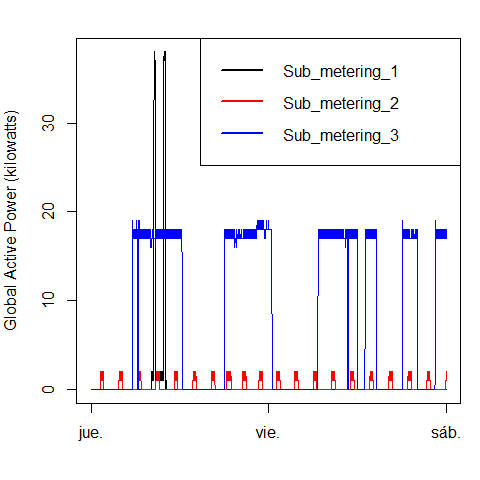 Sub_metering_1
Sub_metering_2
Sub_metering_3
Global Active Power (kilowatts)
30
20
10
0
jue.
vie.
sáb.